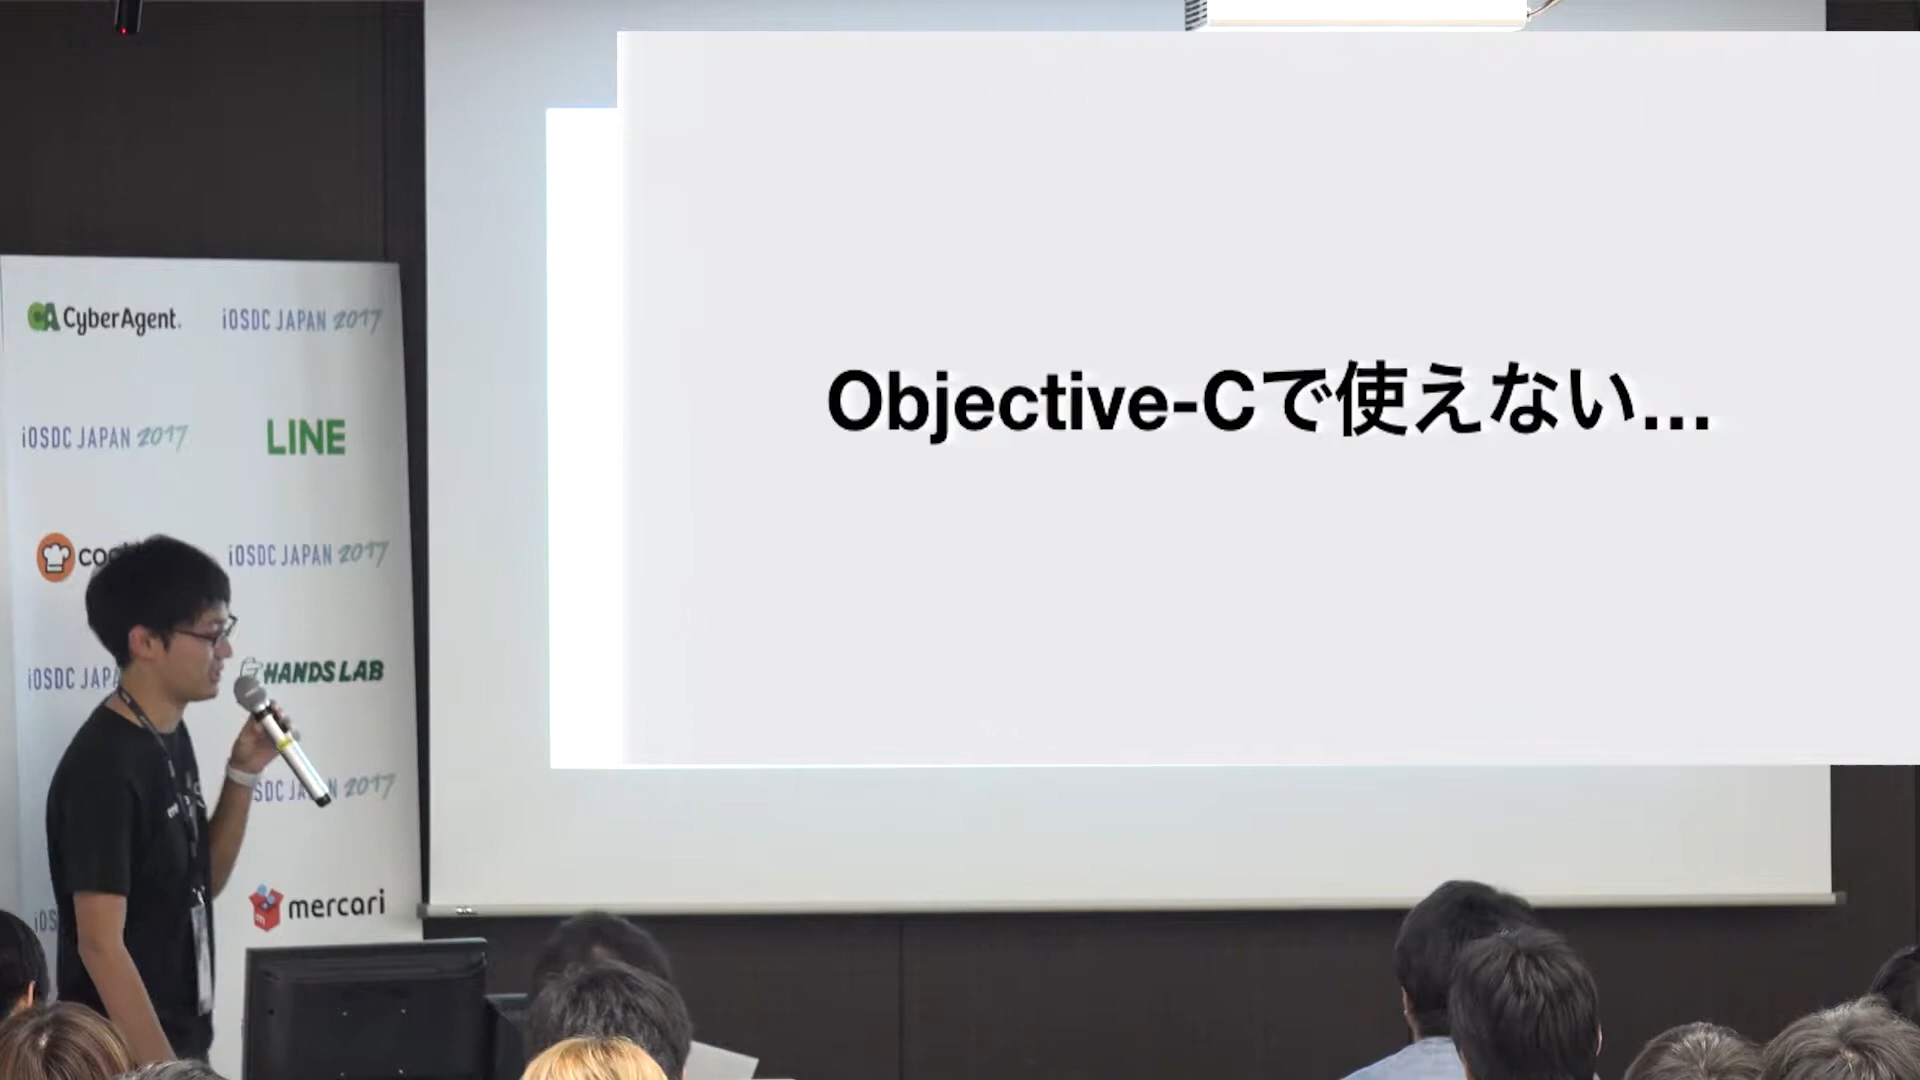 Objective-Cで使えない...
CyberAgent.
iOSDC JAPAN 2017
iOSDC JAPAN 2017
LINE
iOSDC JAPAN 2017
HANDS LAB
2017
mercari